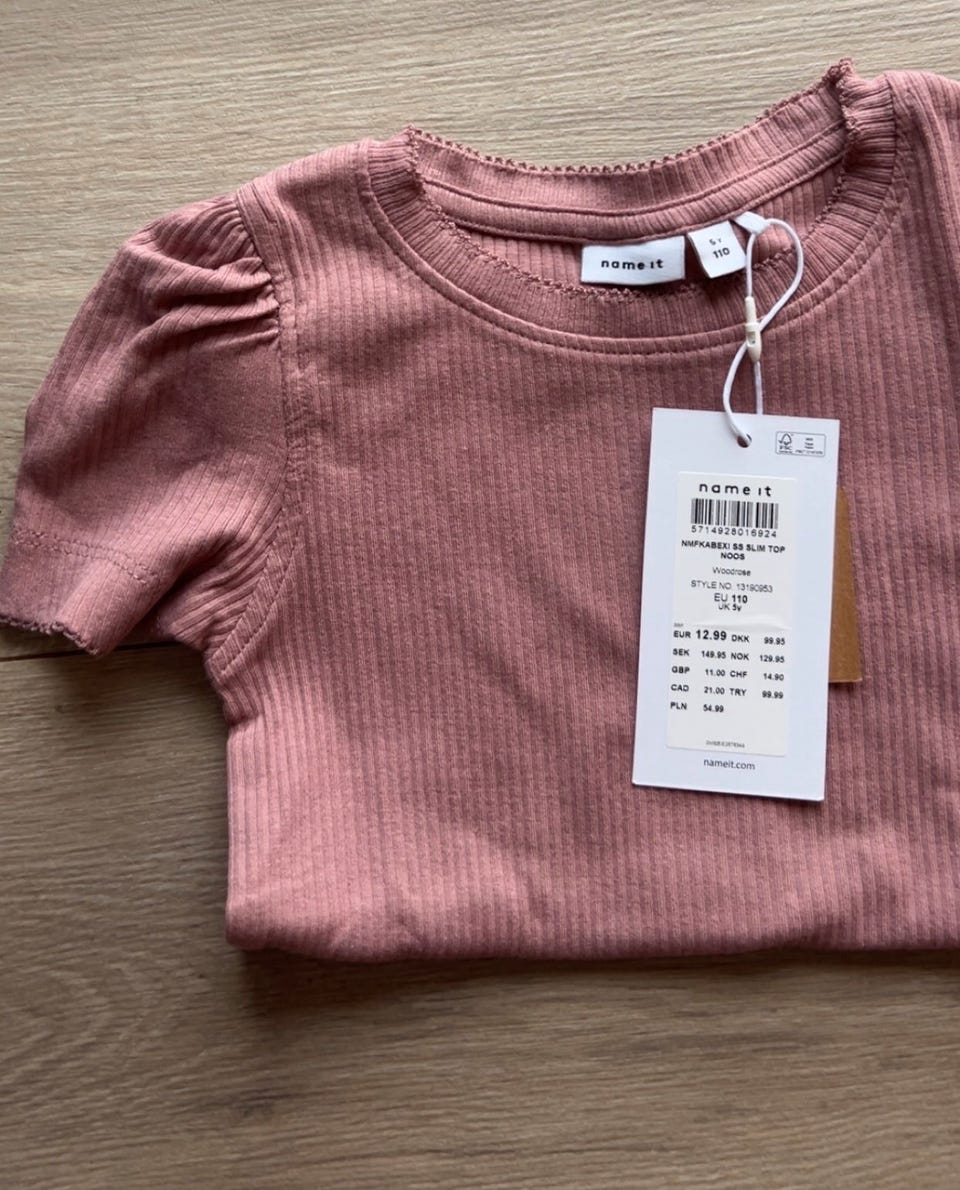 name it
5Y
110
FSC
name it
5714928016924
NMFKABEXI SS SLIM TOP
NOOS
Woodrose
STYLE NO. 13190953
EU 110
UK 5y
EUR 12.99 DKK 99.95
SEK 149.95 NOK 129.95
GBP 11.00 CHF 14.90
CAD 21.00 TRY 99.99
PLN 54.99
nameit.com